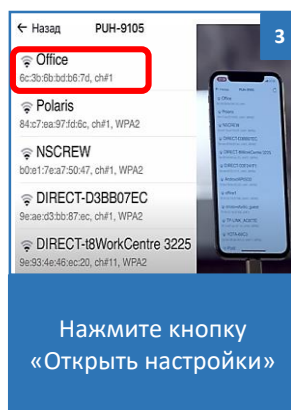 ← Назад PUH-9105
3
Office
6c:3b:6b:bd:b6:7d, ch#1
Polaris
84:c7:ea:97:fd:6c, ch#1, WPA2
NSCREW
b0:e1:7e:a7:50:47, ch#1, WPA2
DIRECT-D3BB07EC
9e:ae:d3:bb:87:ec, ch#1, WPA2
DIRECT-t8WorkCentre 3225
9e:93:4e:46:ec:20, ch#11, WPA2
Нажмите кнопку
«Открыть настройки»